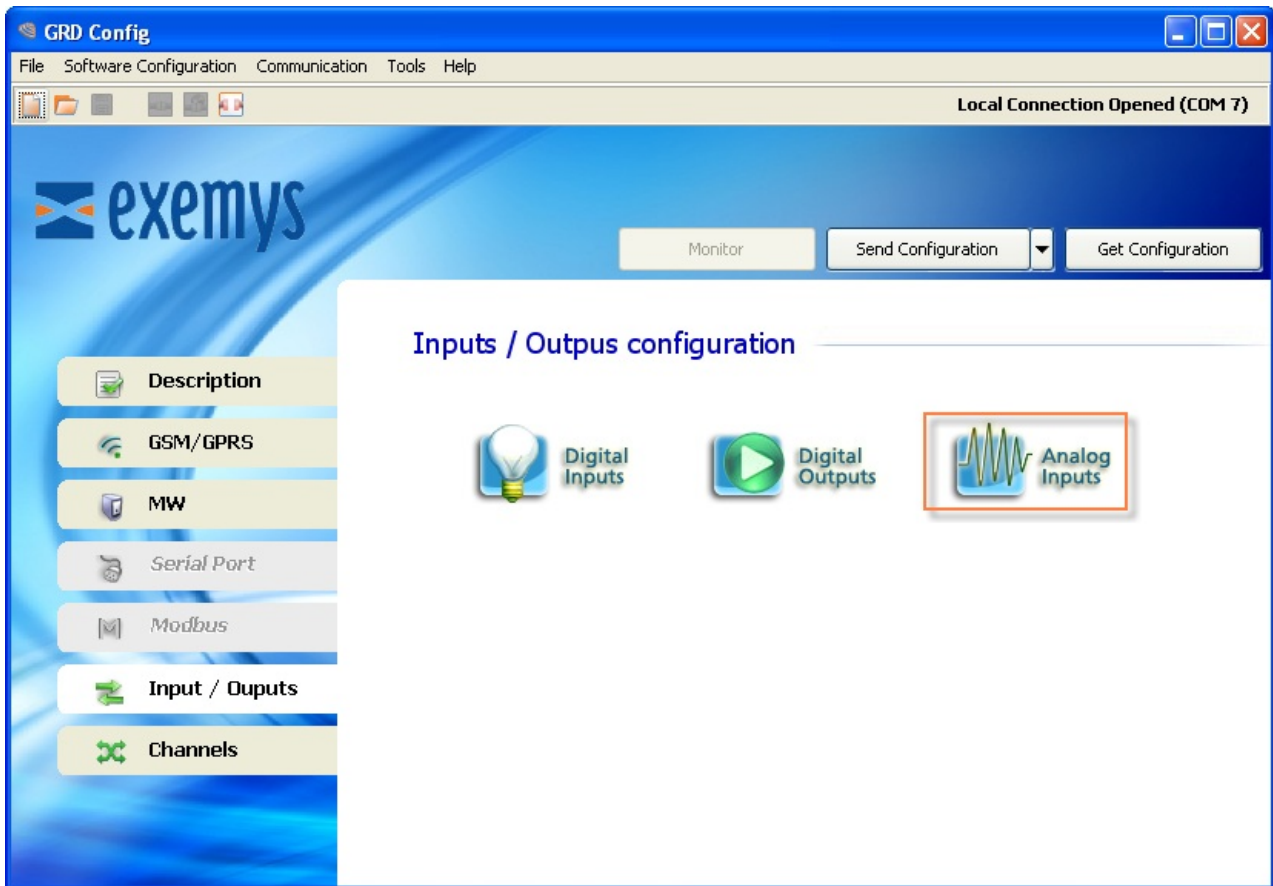 GRD Config
File Software Configuration Communication Tools Help
Local Connection Opened (COM 7)
exemys
Monitor Send Configuration Get Configuration
Inputs / Outpus configuration
Description
GSM/GPRS
MW
Serial Port
Modbus
Input / Ouputs
Channels
Digital
Inputs
Digital
Outputs
Analog
Inputs